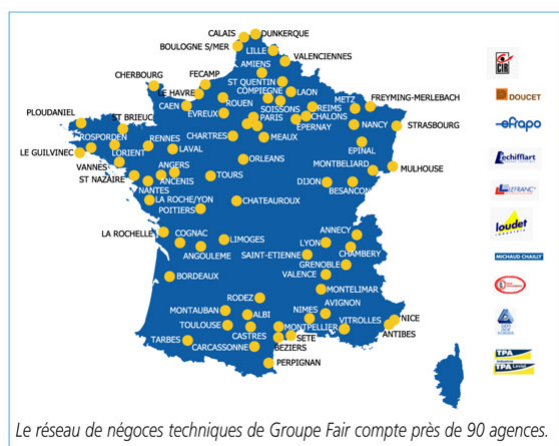 CALAIS
DUNKERQUE
BOULOGNE S/MER
LILLE
VALENCIENNES
AMIENS
CHERBOURG
FECAMP
ST QUENTIN
LE HAVRE
COMPIEGNE
LAON
ROUEN
SOISSONS
REIMS
METZ
FREYMING-MERLEBACH
PLOUDANIEL
ST BRIEUC
CAEN
EVREUX
PARIS
CHALONS
EPERNAY
NANCY
STRASBOURG
ROSPORDEN
RENNES
LAVAL
CHARTRES
MEAUX
EPINAL
LE GUILVINEC
LORIENT
ORLEANS
MONTBELIARD
MULHOUSE
VANNES
ANGERS
TOURS
DIJON
BESANCON
ST NAZAIRE
ANCENIS
NANTES
LA ROCHE/YON
CHATEAUROUX
POITIERS
LA ROCHELLE
COGNAC
LIMOGES
ANNECY
LYON
ANGOULEME
SAINT-ETIENNE
CHAMBERY
GRENOBLE
BORDEAUX
VALENCE
MONTELIMAR
RODEZ
AVIGNON
MONTAUBAN
ALBI
NIMES
NICE
TOULOUSE
MONTPELLIER
VITROLLES
CASTRES
SETE
ANTIBES
TARBES
CARCASSONNE
BEZIERS
PERPIGNAN
CIR
DOUCET
efrapo
Lechifflart
LEFRANC
loudet
MICHAUD CHAILLY
TPA
TPA Laval
Le réseau de négoces techniques de Groupe Fair compte près de 90 agences.